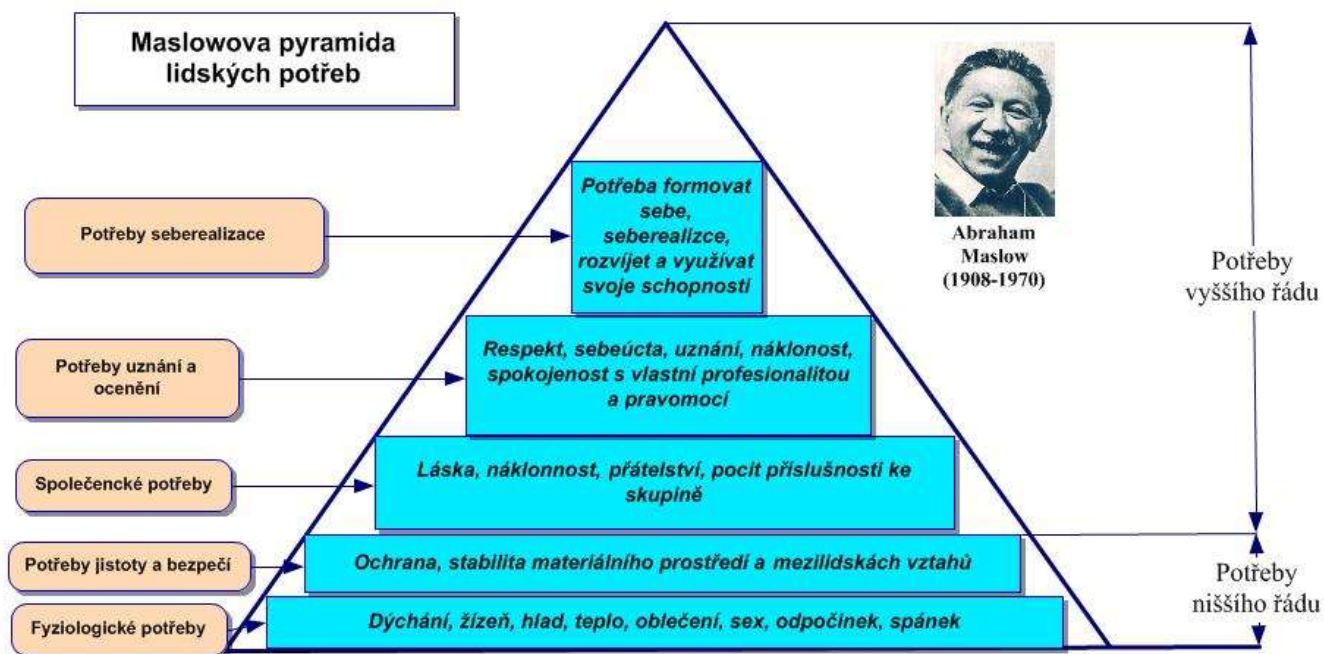 Maslowova pyramida
lidských potřeb
Abraham
Maslow
(1908-1970)
Potřeby
vyššího řádu
Potřeby seberealizace
Potřeba formovat
sebe,
seberealizce,
rozvíjet a využívat
svoje schopnosti
Potřeby uznání a
ocenění
Respekt, sebeúcta, uznání, náklonost,
spokojenost s vlastní profesionalitou
a pravomocí
Společencké potřeby
Láska, náklonnost, přátelství, pocit příslušnosti ke
skupině
Potřeby jistoty a bezpečí
Ochrana, stabilita materiálního prostředí a mezilidskách vztahů
Potřeby
niššího řádu
Fyziologické potřeby
Dýchání, žízeň, hlad, teplo, oblečení, sex, odpočinek, spánek